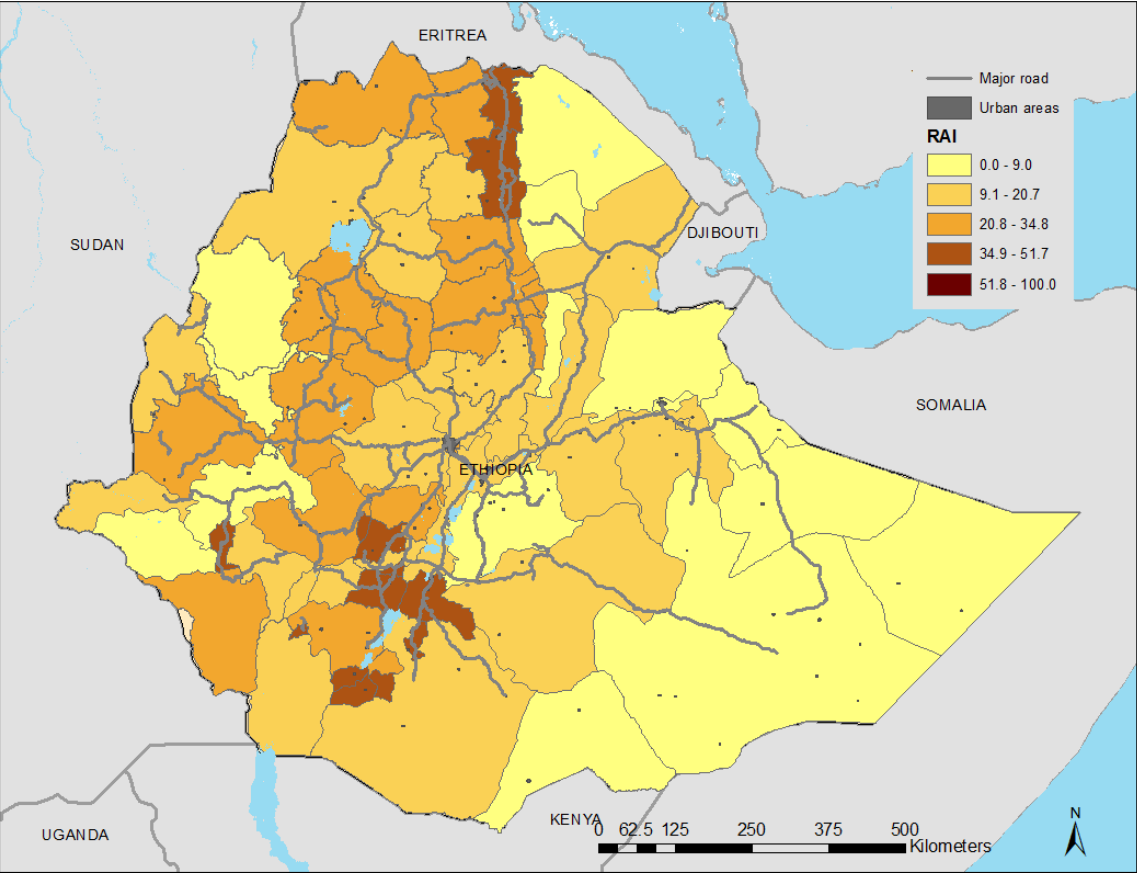 ERITREA
Major road
Urban areas
RAI
0.0 - 9.0
9.1 - 20.7
20.8 - 34.8
34.9 - 51.7
51.8 - 100.0
SUDAN
DJIBOUTI
SOMALIA
ETHIOPIA
UGANDA
KENYA
0 62.5 125 250 375 500
Kilometers
N